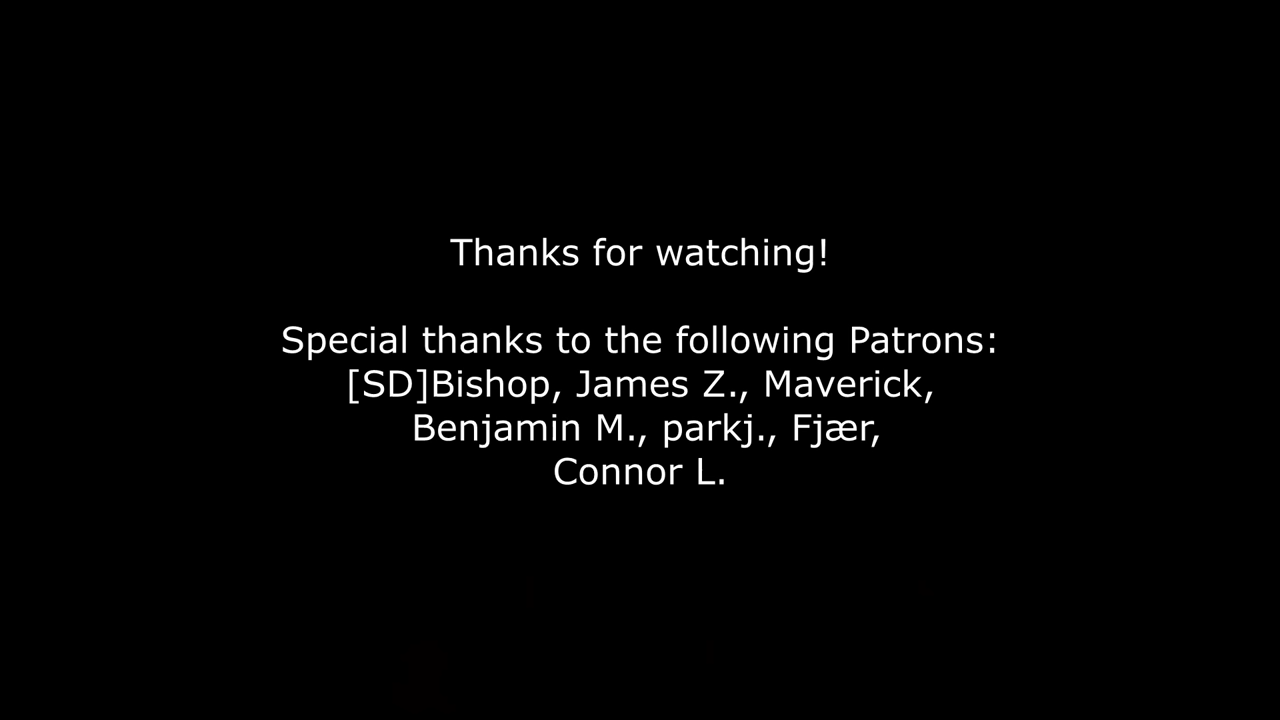 Thanks for watching!
Special thanks to the following Patrons:
[SD]Bishop, James Z., Maverick,
Benjamin M., parkj., Fjær,
Connor L.